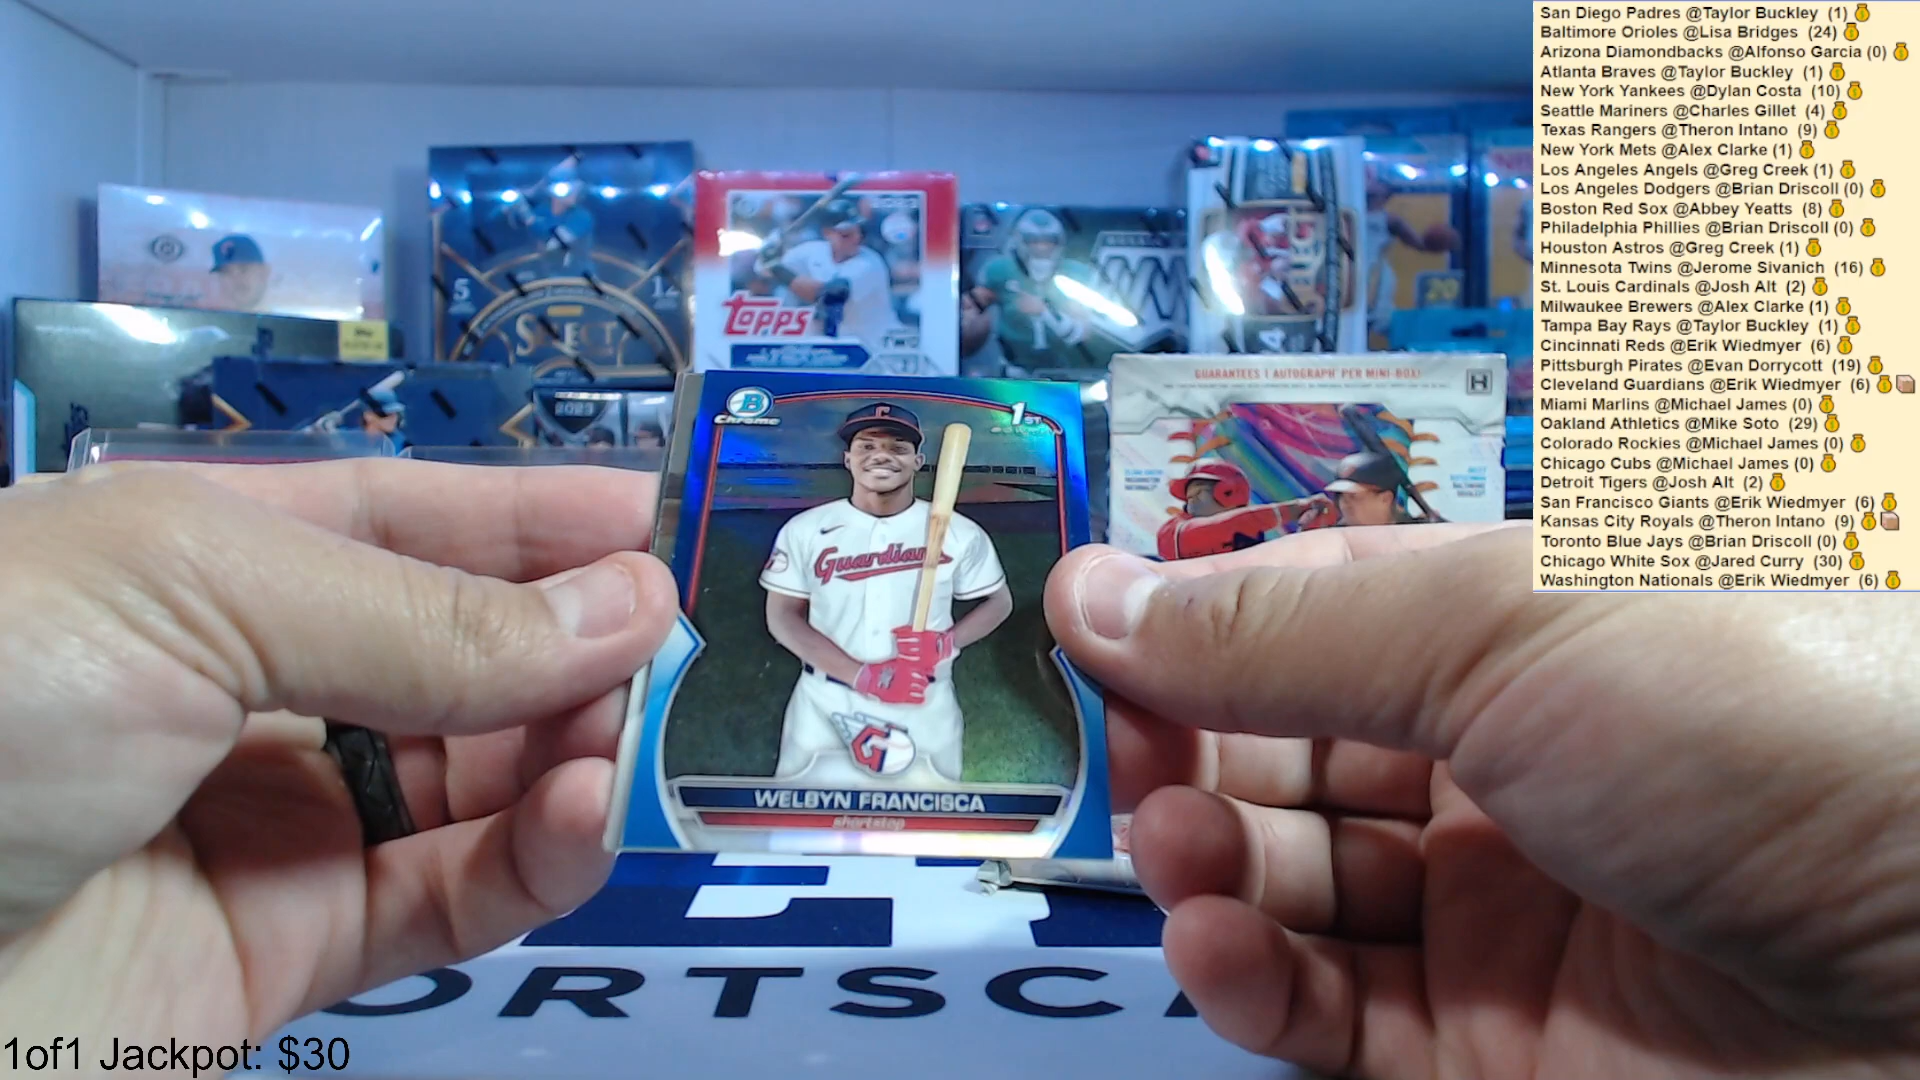 San Diego Padres @Taylor Buckley (1)
Baltimore Orioles @Lisa Bridges (24)
Arizona Diamondbacks @Alfonso Garcia (0)
Atlanta Braves @Taylor Buckley (1)
New York Yankees @Dylan Costa (10)
Seattle Mariners @Charles Gillet (4)
Texas Rangers @Theron Intano (9)
New York Mets @Alex Clarke (1)
Los Angeles Angels @Greg Creek (1)
Los Angeles Dodgers @Brian Driscoll (0)
Boston Red Sox @Abbey Yeatts (8)
Philadelphia Phillies @Brian Driscoll (0)
Houston Astros @Greg Creek (1)
Minnesota Twins @Jerome Sivanich (16)
St. Louis Cardinals @Josh Alt (2)
Milwaukee Brewers @Alex Clarke (1)
Tampa Bay Rays @Taylor Buckley (1)
Cincinnati Reds @Erik Wiedmyer (6)
Pittsburgh Pirates @Evan Dorrycott (19)
Cleveland Guardians @Erik Wiedmyer (6)
Miami Marlins @Michael James (0)
Oakland Athletics @Mike Soto (29)
Colorado Rockies @Michael James (0)
Chicago Cubs @Michael James (0)
Detroit Tigers @Josh Alt (2)
San Francisco Giants @Erik Wiedmyer (6)
Kansas City Royals @Theron Intano (9)
Toronto Blue Jays @Brian Driscoll (0)
Chicago White Sox @Jared Curry (30)
Washington Nationals @Erik Wiedmyer (6)
5
12
SELECT
2023
TOPPS
TWO
SELECT
20
2023
GUARANTEES 1 AUTOGRAPH PER MINI-BOX!
H
B
Chrome
1ST
C
Guardians
G
WELBYN FRANCISCA
shortstop
ORTSC
1of1 Jackpot: $30